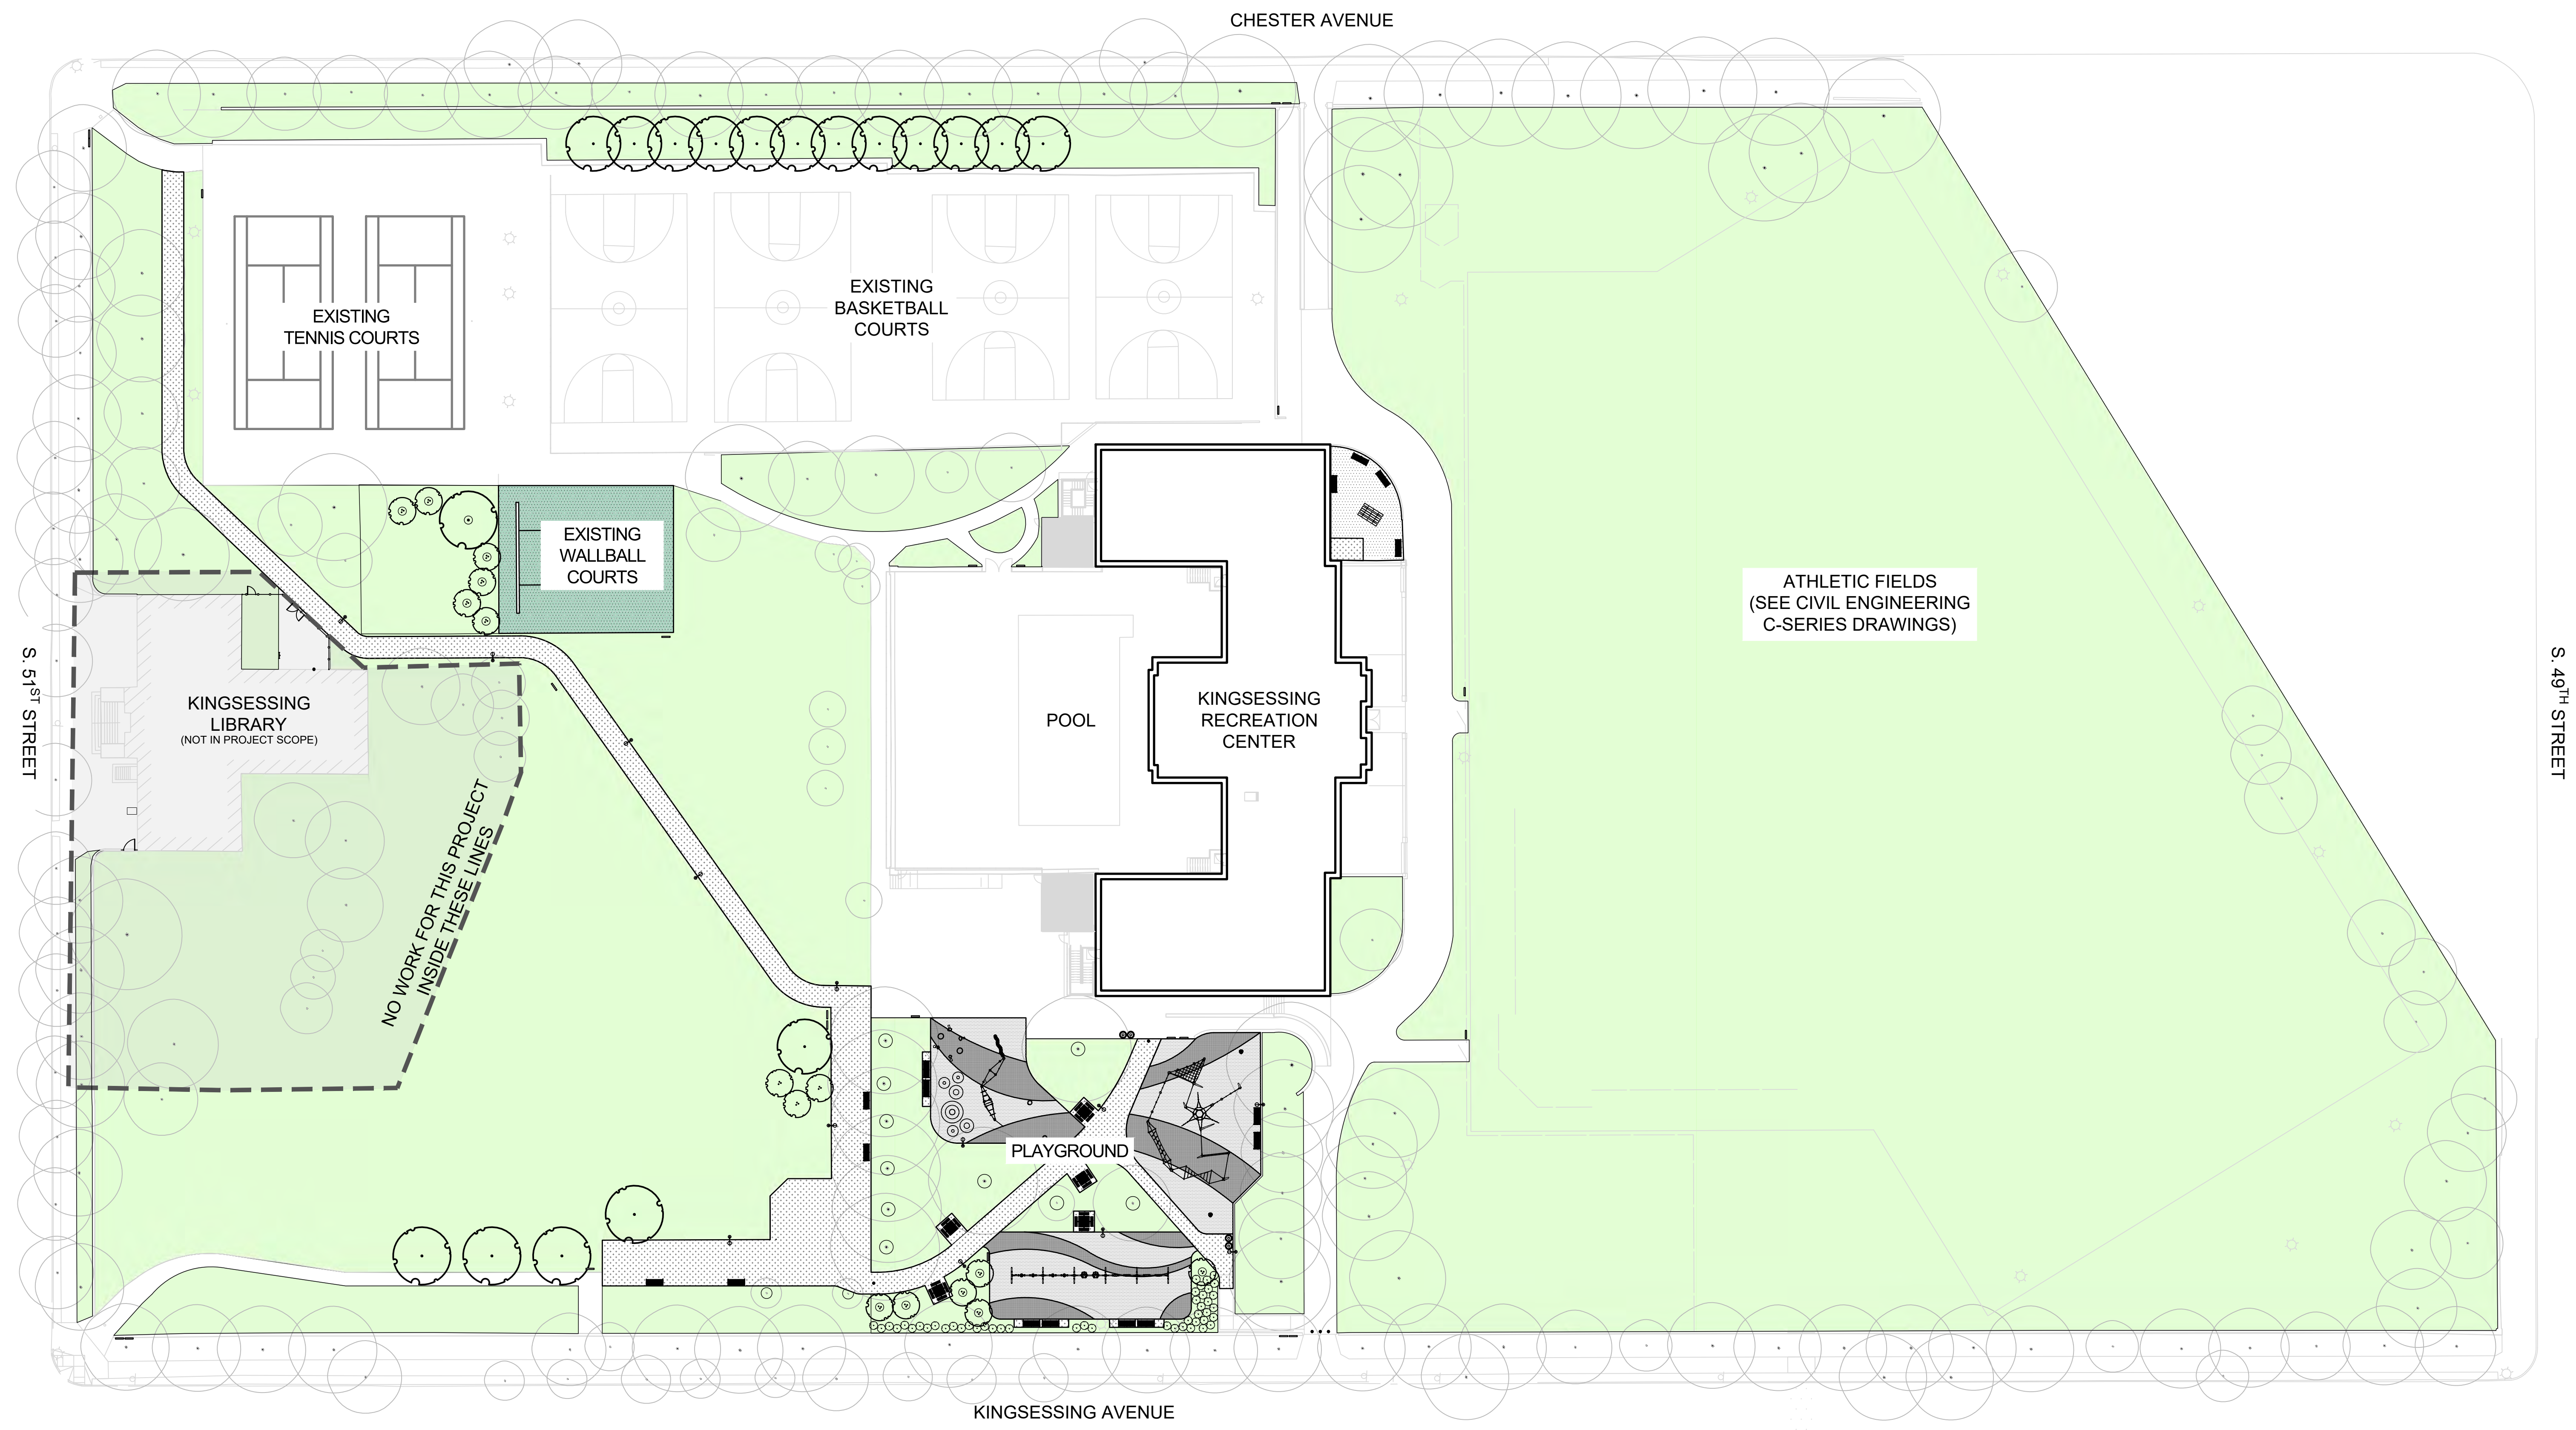 CHESTER AVENUE
EXISTING
TENNIS COURTS
EXISTING
BASKETBALL
COURTS
EXISTING
WALLBALL
COURTS
ATHLETIC FIELDS
(SEE CIVIL ENGINEERING
C-SERIES DRAWINGS)
S. 51ST STREET
KINGSESSING
LIBRARY
(NOT IN PROJECT SCOPE)
POOL
KINGSESSING
RECREATION
CENTER
S. 49TH STREET
NO WORK FOR THIS PROJECT
INSIDE THESE LINES
PLAYGROUND
KINGSESSING AVENUE